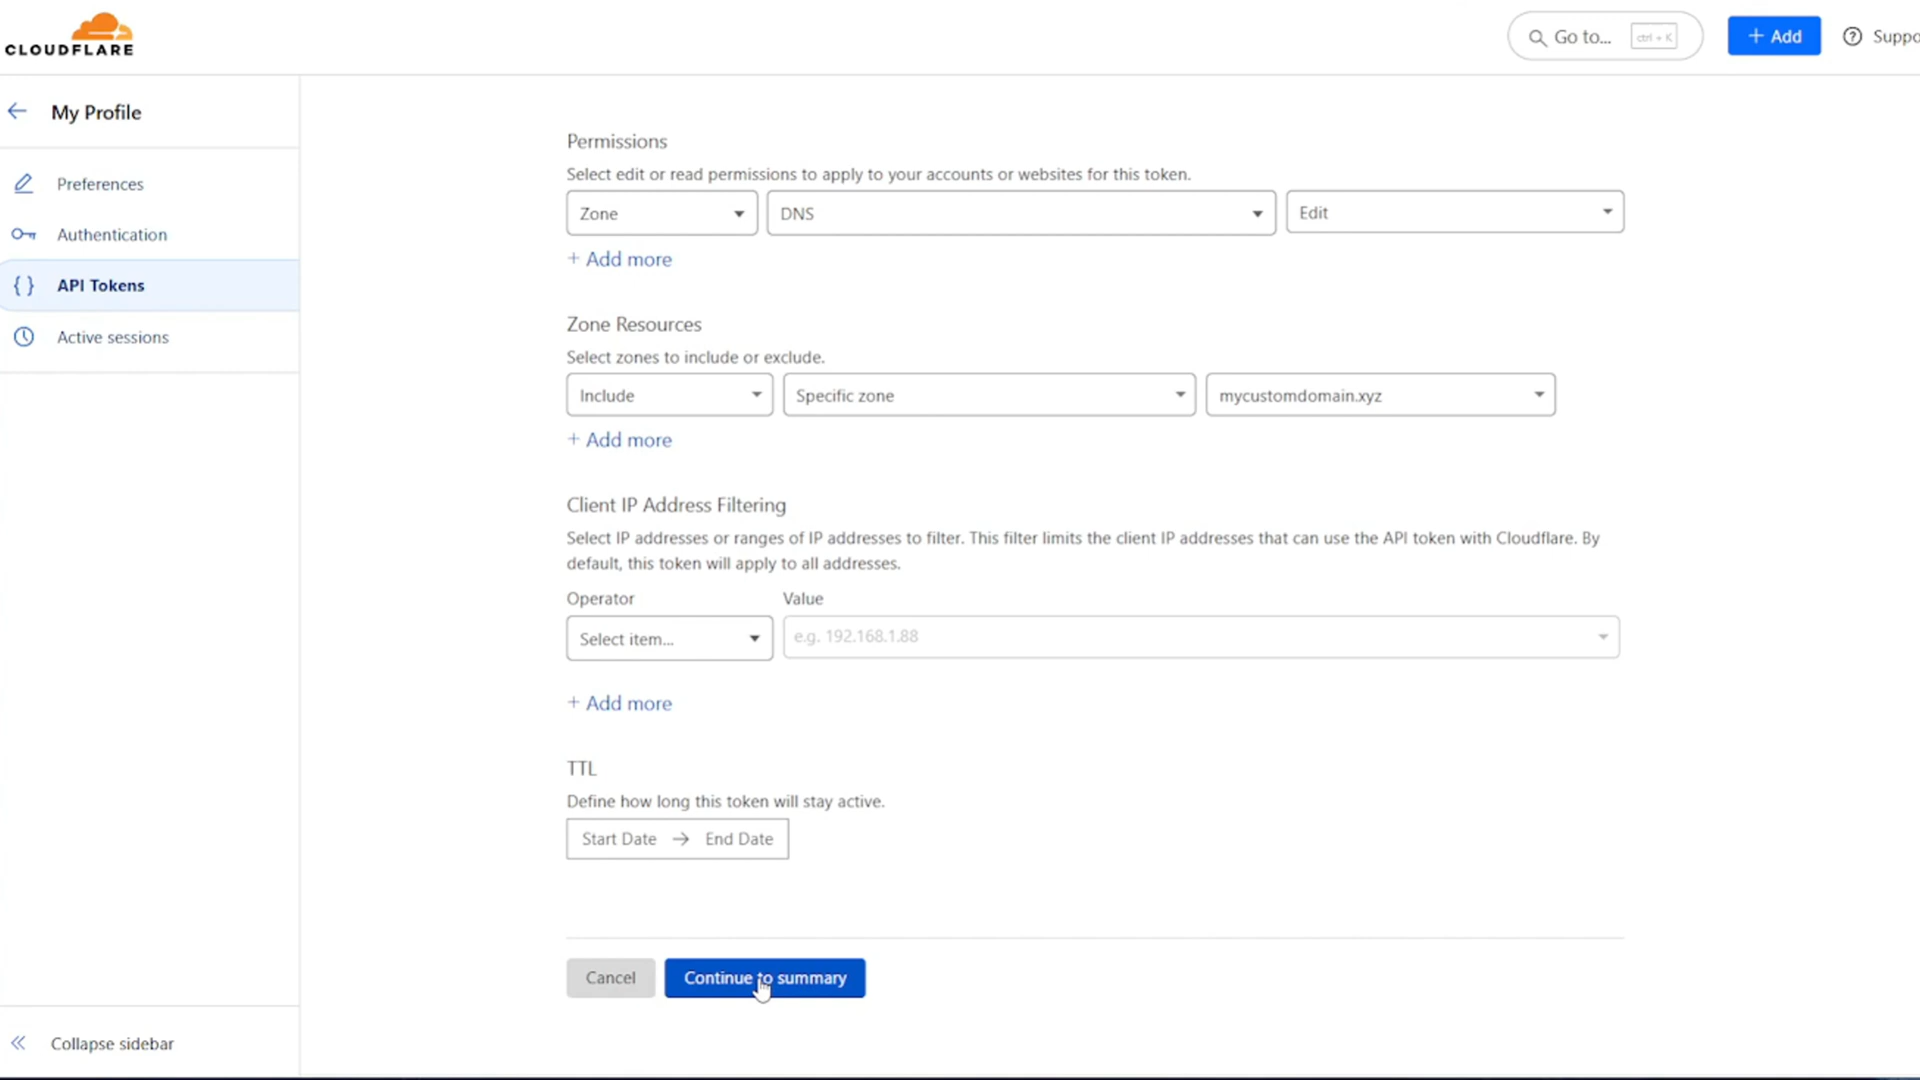 CLOUDFLARE
Go to...
ctrl + K
+ Add
Suppo
My Profile
Preferences
Authentication
API Tokens
Active sessions
Permissions
Select edit or read permissions to apply to your accounts or websites for this token.
Zone
DNS
Edit
+ Add more
Zone Resources
Select zones to include or exclude.
Include
Specific zone
mycustomdomain.xyz
+ Add more
Client IP Address Filtering
Select IP addresses or ranges of IP addresses to filter. This filter limits the client IP addresses that can use the API token with Cloudflare. By
default, this token will apply to all addresses.
Operator
Value
Select item...
e.g. 192.168.1.88
+ Add more
TTL
Define how long this token will stay active.
Start Date → End Date
Cancel
Continue to summary
Collapse sidebar